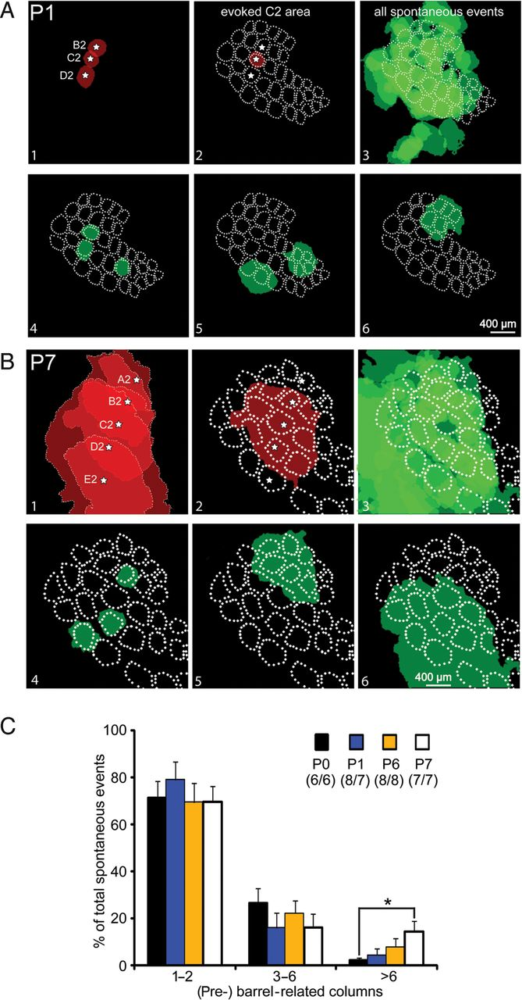 A
P1
evoked C2 area
all spontaneous events
B2
C2
D2
1
2
3
4
5
6
400 µm
B
P7
A2
B2
C2
D2
E2
1
2
3
4
5
6
400 µm
C
% of total spontaneous events
100
80
60
40
20
0
P0 P1 P6 P7
(6/6) (8/7) (8/8) (7/7)
*
1–2 3–6 >6
(Pre-) barrel-related columns